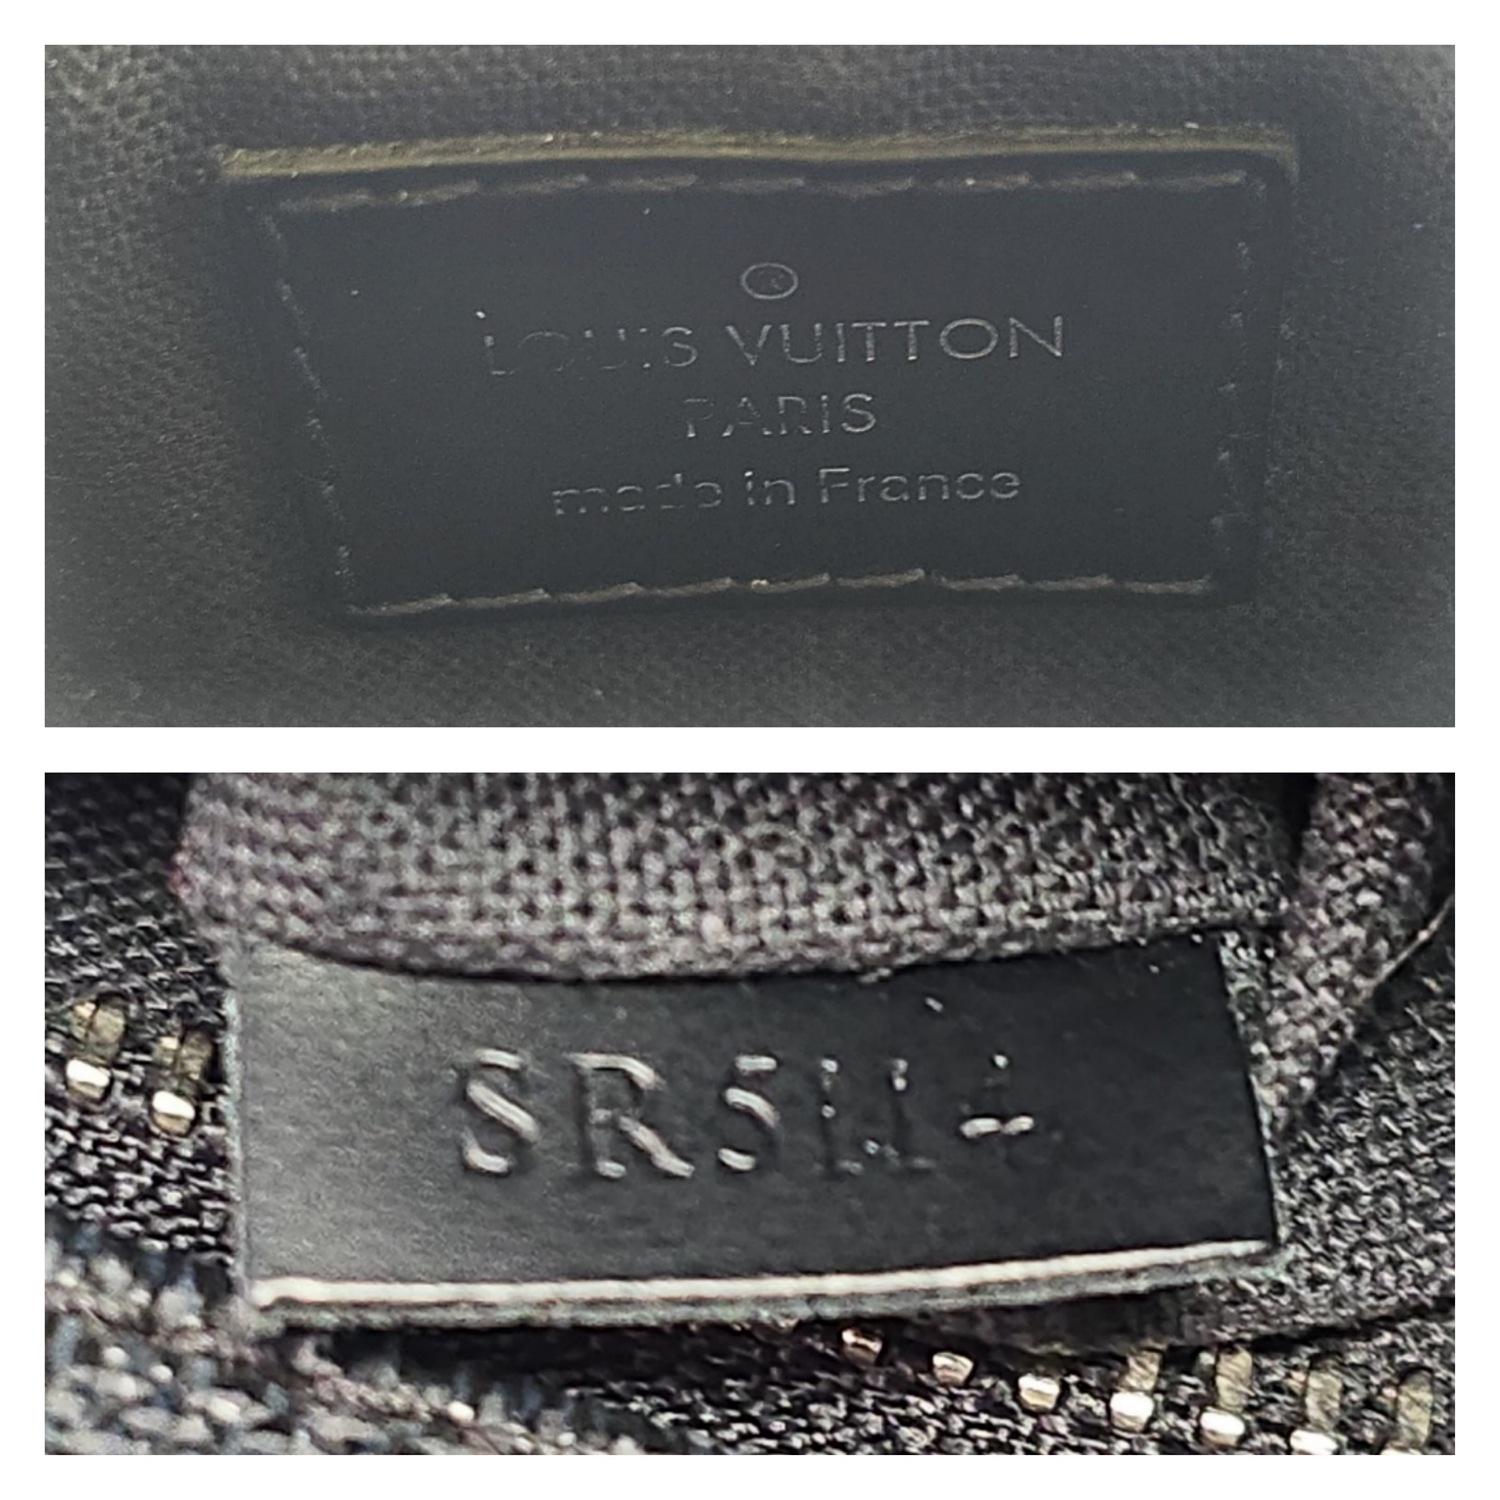 ®
LOUIS VUITTON
PARIS
made in France
SR5114